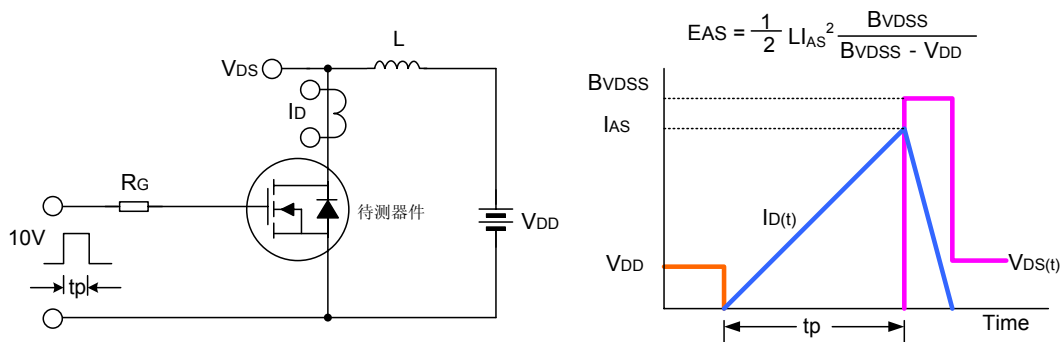 L
VDS
ID
RG
待测器件
10V
VDD
tp
EAS = 1/2 LIAS² BVDSS/(BVDSS - VDD)
BVDSS
IAS
ID(t)
VDD
VDS(t)
tp
Time